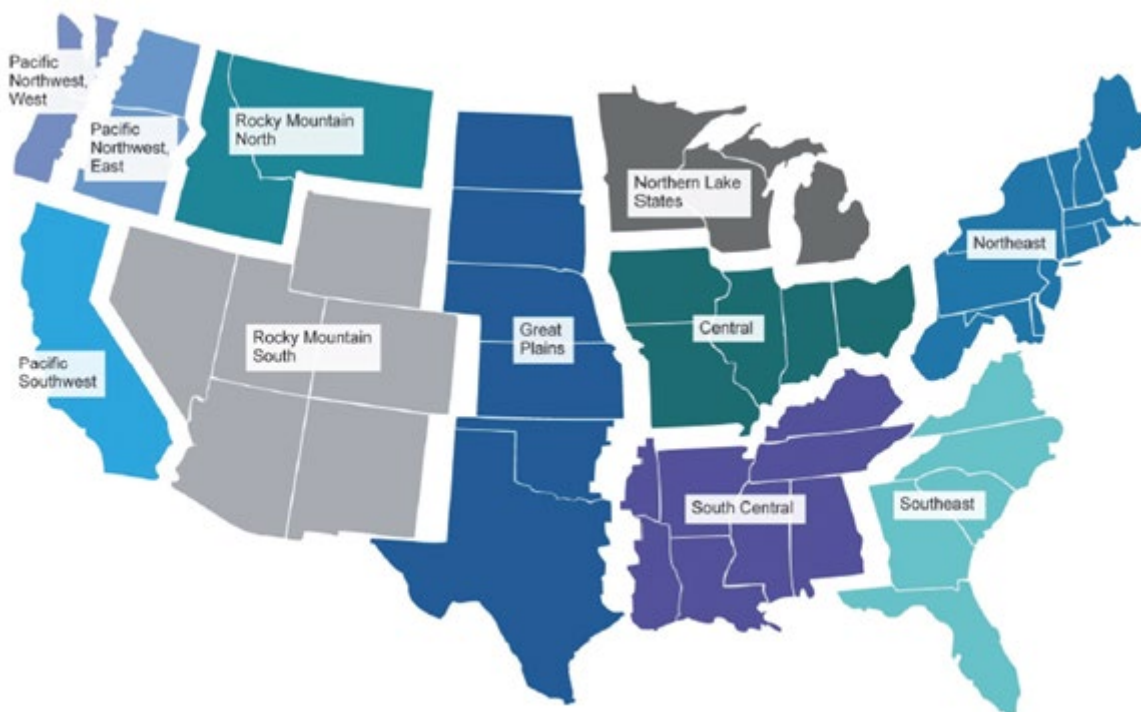 Pacific
Northwest,
West
Pacific
Northwest,
East
Rocky Mountain
North
Northern Lake
States
Northeast
Pacific
Southwest
Rocky Mountain
South
Great
Plains
Central
South Central
Southeast